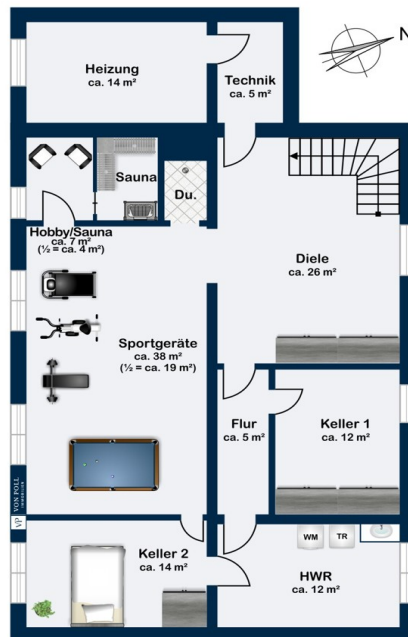 N
Heizung
ca. 14 m²
Technik
ca. 5 m²
Sauna
Du.
Hobby/Sauna
ca. 7 m²
(½ = ca. 4 m²)
Diele
ca. 26 m²
Sportgeräte
ca. 38 m²
(½ = ca. 19 m²)
Flur
ca. 5 m²
Keller 1
ca. 12 m²
VP VON POLL
IMMOBILIEN
Keller 2
ca. 14 m²
WM
TR
HWR
ca. 12 m²